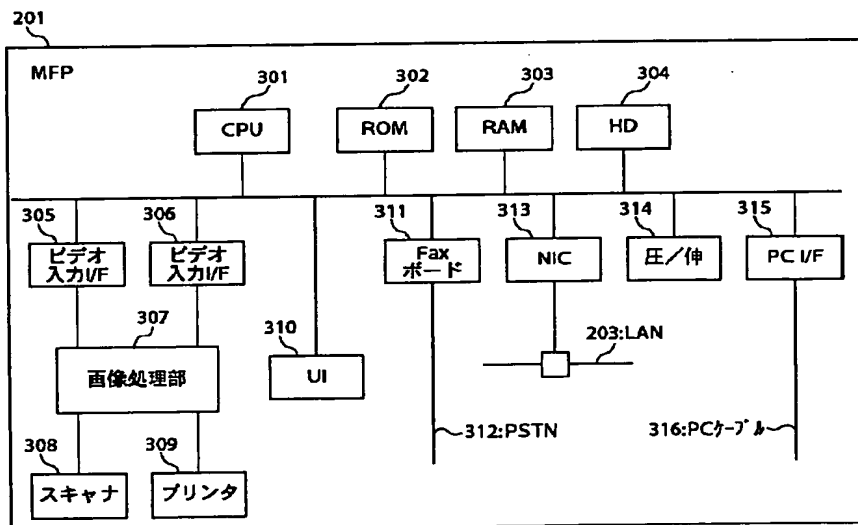 201
MFP
301
302
303
304
CPU
ROM
RAM
HD
305
306
311
313
314
315
ビデオ
入力I/F
ビデオ
入力I/F
Fax
ボード
NIC
圧/伸
PC I/F
307
310
203:LAN
画像処理部
UI
308
309
312:PSTN
316:PCケーブル
スキャナ
プリンタ